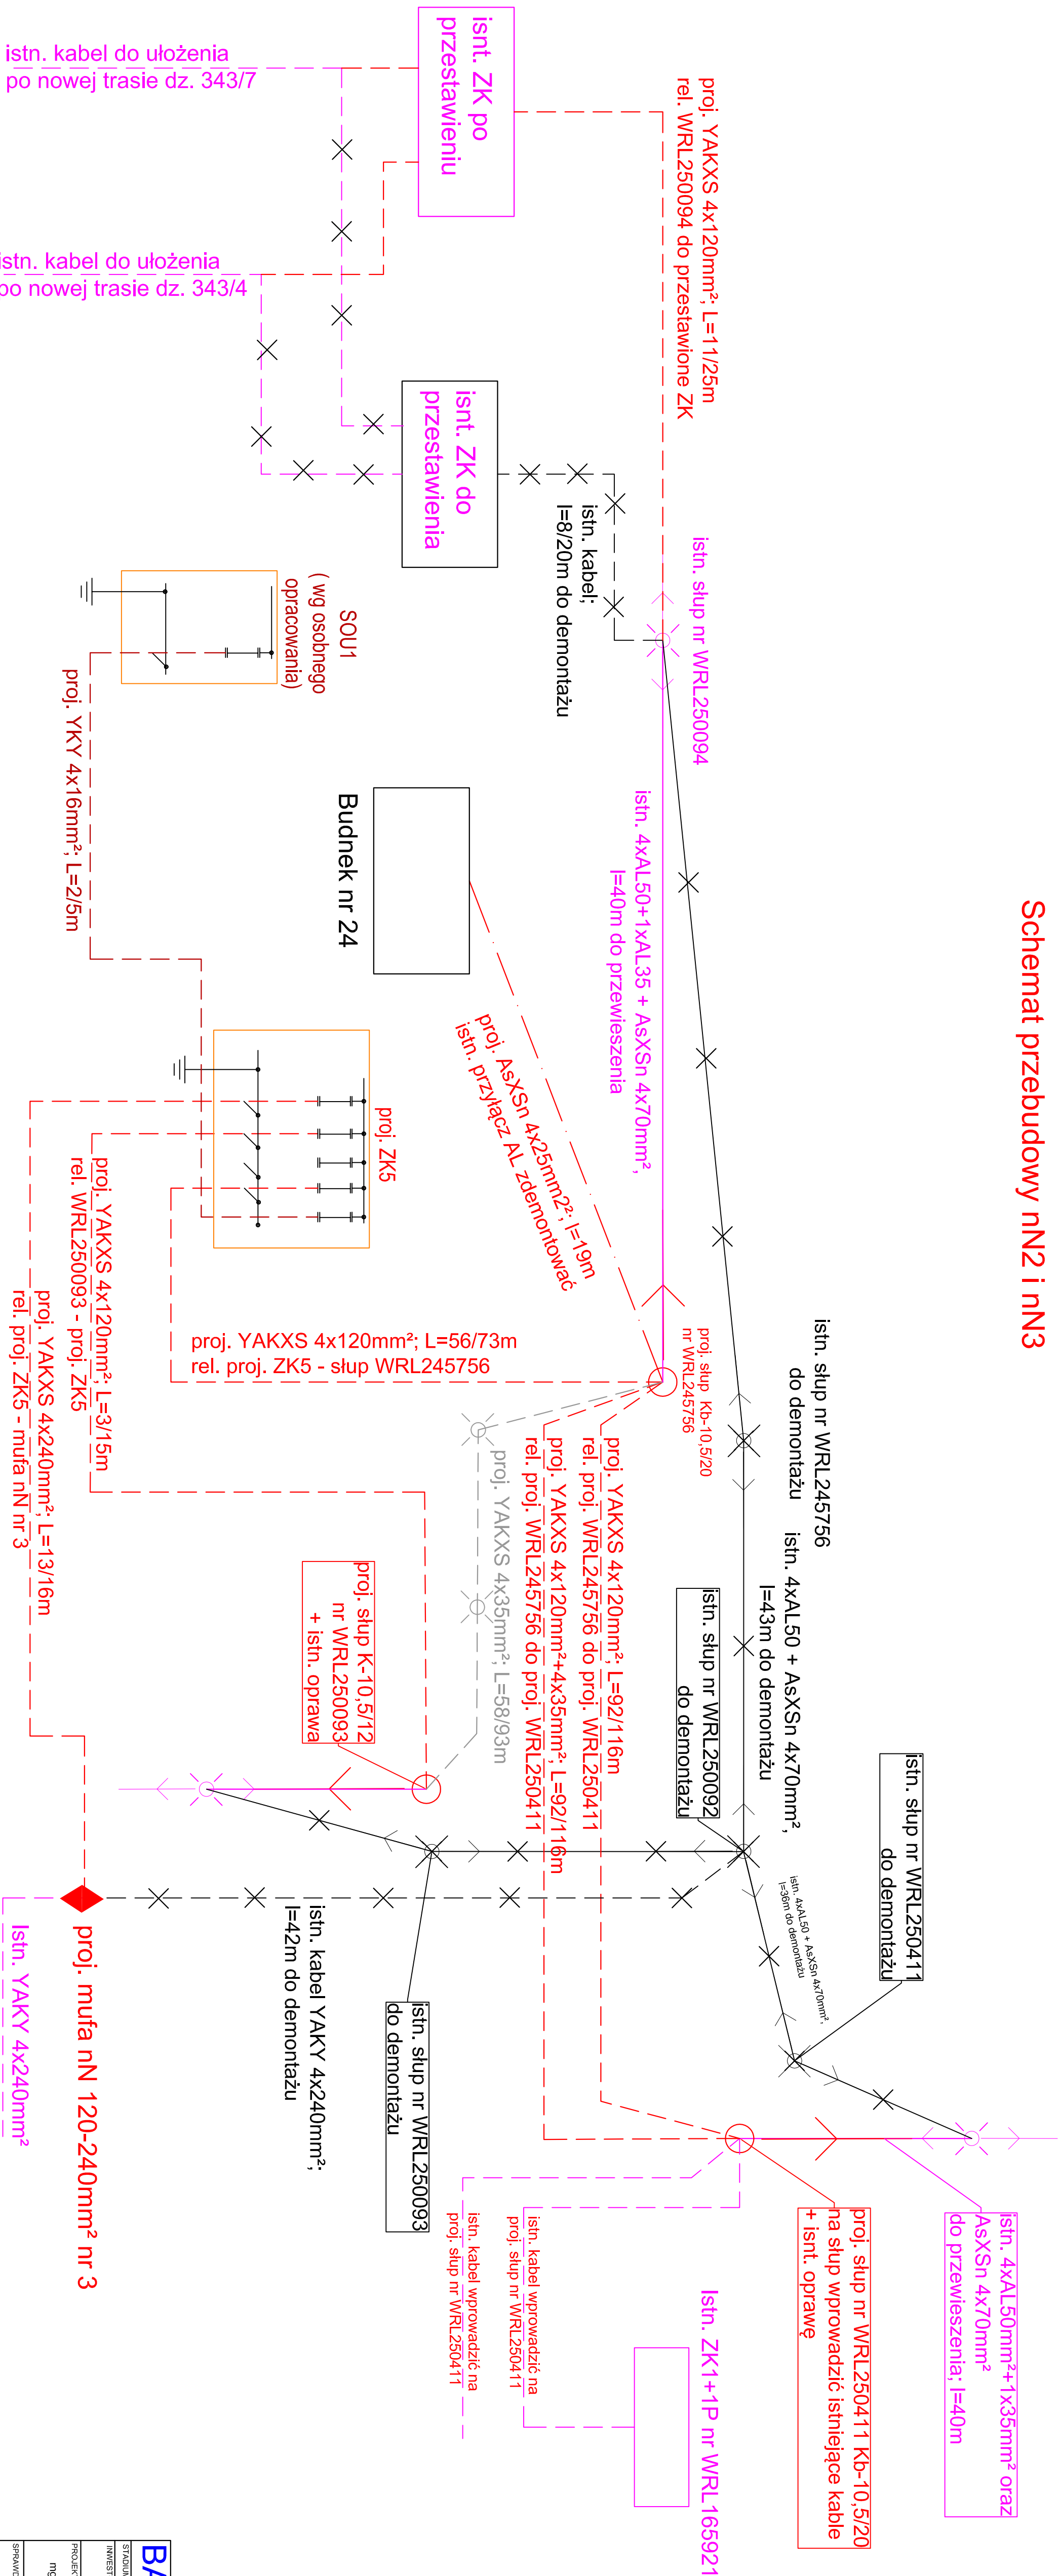 Schemat przebudowy nN2 i nN3
isnt. ZK po
przestawieniu
istn. kabel do ułożenia
po nowej trasie dz. 343/7
istn. kabel do ułożenia
po nowej trasie dz. 343/4
proj. YAKXS 4x120mm²; L=11/25m
rel. WRL250094 do przestawione ZK
isnt. ZK do
przestawienia
istn. kabel;
l=8/20m do demontażu
istn. słup nr WRL250094
SOU1
( wg osobnego
opracowania)
proj. YKY 4x16mm²; L=2/5m
Budnek nr 24
istn. 4xAL50+1xAL35 + AsXSn 4x70mm²,
l=40m do przewieszenia
proj. AsXSn 4x25mm2²; l=19m
istn. przyłącz AL zdemontować
proj. ZK5
proj. YAKXS 4x120mm²; L=56/73m
rel. proj. ZK5 - słup WRL245756
proj. YAKXS 4x120mm²; L=3/15m
rel. WRL250093 - proj. ZK5
proj. YAKXS 4x240mm²; L=13/16m
rel. proj. ZK5 - mufa nN nr 3
proj. słup Kb-10,5/20
nr WRL245756
istn. słup nr WRL245756
do demontażu
istn. 4xAL50 + AsXSn 4x70mm²,
l=43m do demontażu
proj. YAKXS 4x120mm²; L=92/116m
rel. proj. WRL245756 do proj. WRL250411
proj. YAKXS 4x120mm²+4x35mm²; L=92/116m
rel. proj. WRL245756 do proj. WRL250411
proj. YAKXS 4x35mm²; L=58/93m
proj. słup K-10,5/12
nr WRL250093
+ istn. oprawa
istn. słup nr WRL250092
do demontażu
istn. słup nr WRL250411
do demontażu
istn. 4xAL50 + AsXSn 4x70mm²,
l=36m do demontażu
istn. kabel YAKY 4x240mm²;
l=42m do demontażu
istn. słup nr WRL250093
do demontażu
proj. mufa nN 120-240mm² nr 3
Istn. YAKY 4x240mm²
istn. 4xAL50mm²+1x35mm² oraz
AsXSn 4x70mm²
do przewieszenia; l=40m
proj. słup nr WRL250411 Kb-10,5/20
na słup wprowadzić istniejące kable
+ isnt. oprawę
istn. kabel wprowadzić na
proj. słup nr WRL250411
istn. kabel wprowadzić na
proj. słup nr WRL250411
Istn. ZK1+1P nr WRL165921